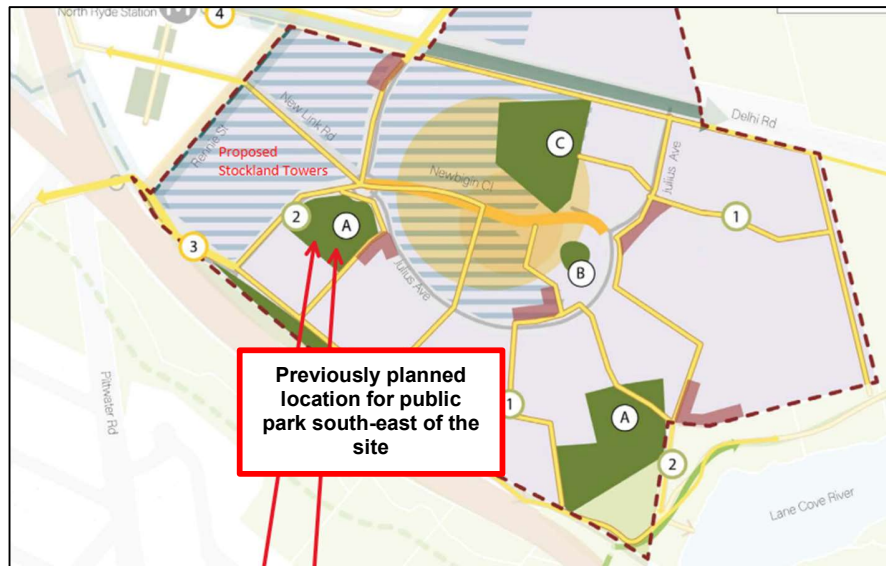 North Ryde Station
4
Delhi Rd
Rennie St
New Link Rd
Proposed
Stockland Towers
Newbigin Cl
Julius Ave
C
1
2
A
B
3
Julius Ave
Pittwater Rd
Previously planned
location for public
park south-east of the
site
1
A
2
Lane Cove River